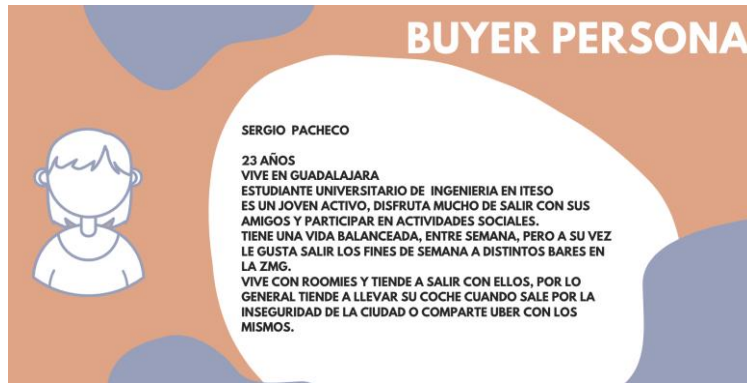 BUYER PERSONA
SERGIO PACHECO
23 AÑOS
VIVE EN GUADALAJARA
ESTUDIANTE UNIVERSITARIO DE INGENIERIA EN ITESO
ES UN JOVEN ACTIVO, DISFRUTA MUCHO DE SALIR CON SUS
AMIGOS Y PARTICIPAR EN ACTIVIDADES SOCIALES.
TIENE UNA VIDA BALANCEADA, ENTRE SEMANA, PERO A SU VEZ
LE GUSTA SALIR LOS FINES DE SEMANA A DISTINTOS BARES EN
LA ZMG.
VIVE CON ROOMIES Y TIENDE A SALIR CON ELLOS, POR LO
GENERAL TIENDE A LLEVAR SU COCHE CUANDO SALE POR LA
INSEGURIDAD DE LA CIUDAD O COMPARTE UBER CON LOS
MISMOS.